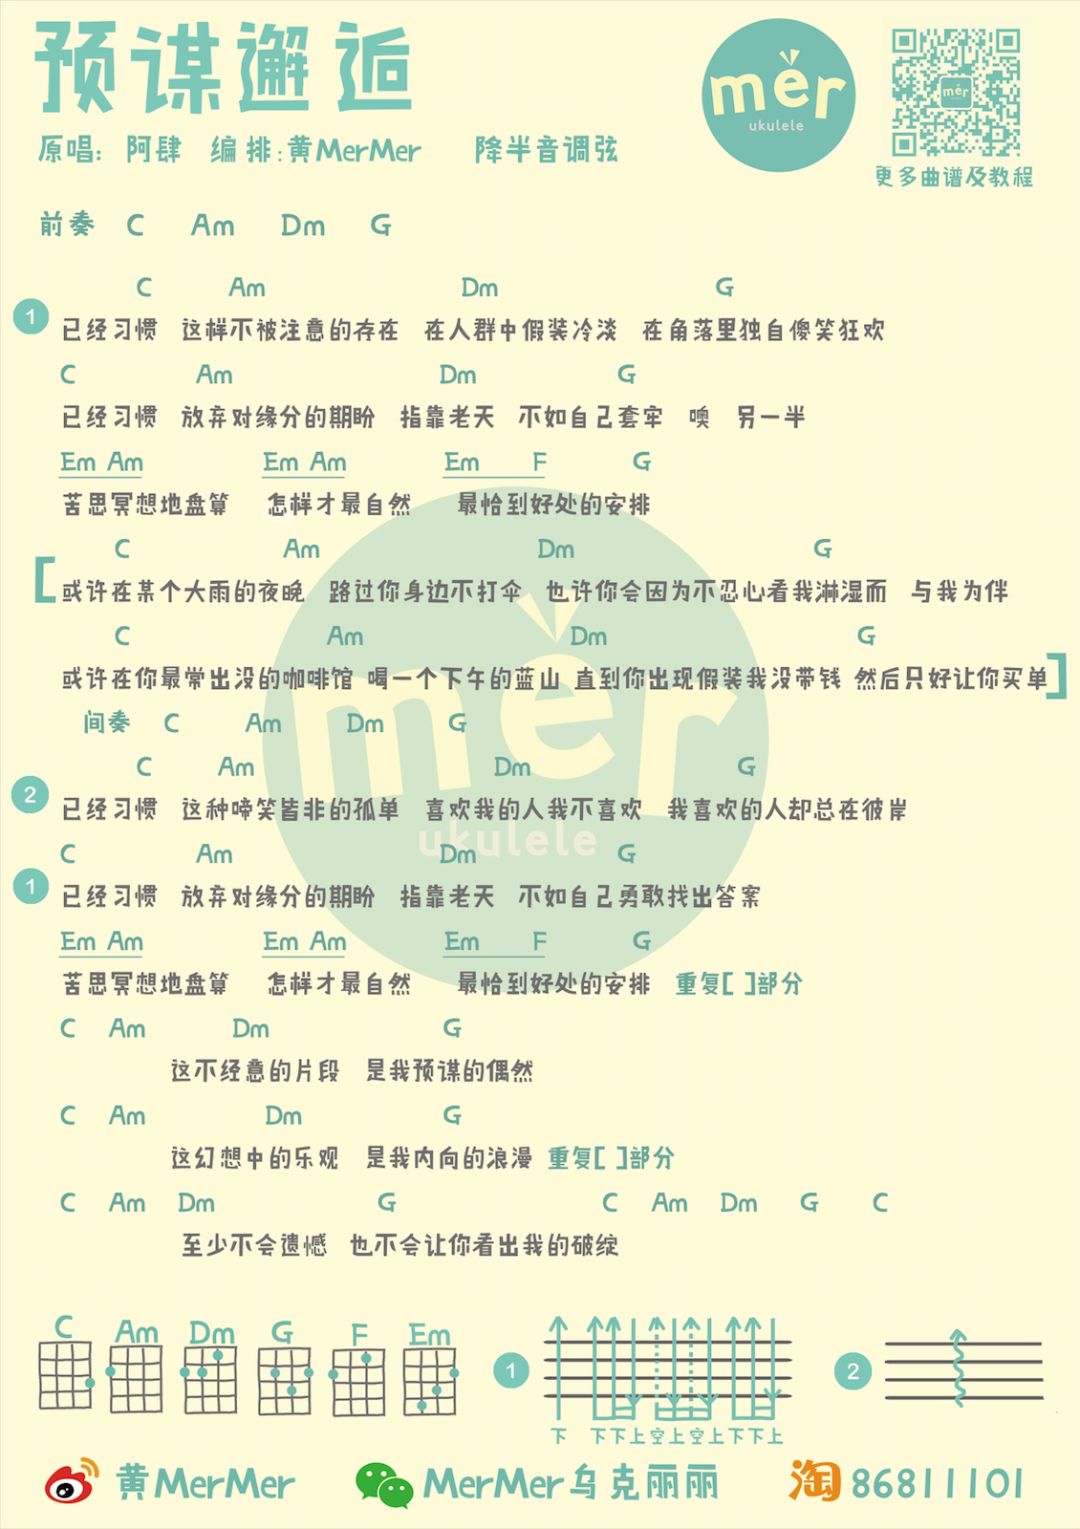 预谋邂逅
mer
ukulele
mer
原唱: 阿肆 编排:黄MerMer 降半音调弦
更多曲谱及教程
前奏 C Am Dm G
C Am Dm G
1 已经习惯 这样不被注意的存在 在人群中假装冷淡 在角落里独自傻笑狂欢
C Am Dm G
已经习惯 放弃对缘分的期盼 指靠老天 不如自己套牢 噢 另一半
Em Am Em Am Em F G
苦思冥想地盘算 怎样才最自然 最恰到好处的安排
C Am Dm G
[或许在某个大雨的夜晚 路过你身边不打伞 也许你会因为不忍心看我淋湿而 与我为伴
C Am Dm G
或许在你最常出没的咖啡馆 喝一个下午的蓝山 直到你出现假装我没带钱 然后只好让你买单]
间奏 C Am Dm G
C Am Dm G
2 已经习惯 这种啼笑皆非的孤单 喜欢我的人我不喜欢 我喜欢的人却总在彼岸
mer
ukulele
C Am Dm G
1 已经习惯 放弃对缘分的期盼 指靠老天 不如自己勇敢找出答案
Em Am Em Am Em F G
苦思冥想地盘算 怎样才最自然 最恰到好处的安排 重复[ ]部分
C Am Dm G
这不经意的片段 是我预谋的偶然
C Am Dm G
这幻想中的乐观 是我内向的浪漫 重复[ ]部分
C Am Dm G C Am Dm G C
至少不会遗憾 也不会让你看出我的破绽
C Am Dm G F Em
1 2
下 下下上空上空上下下上
黄MerMer MerMer乌克丽丽 淘 86811101